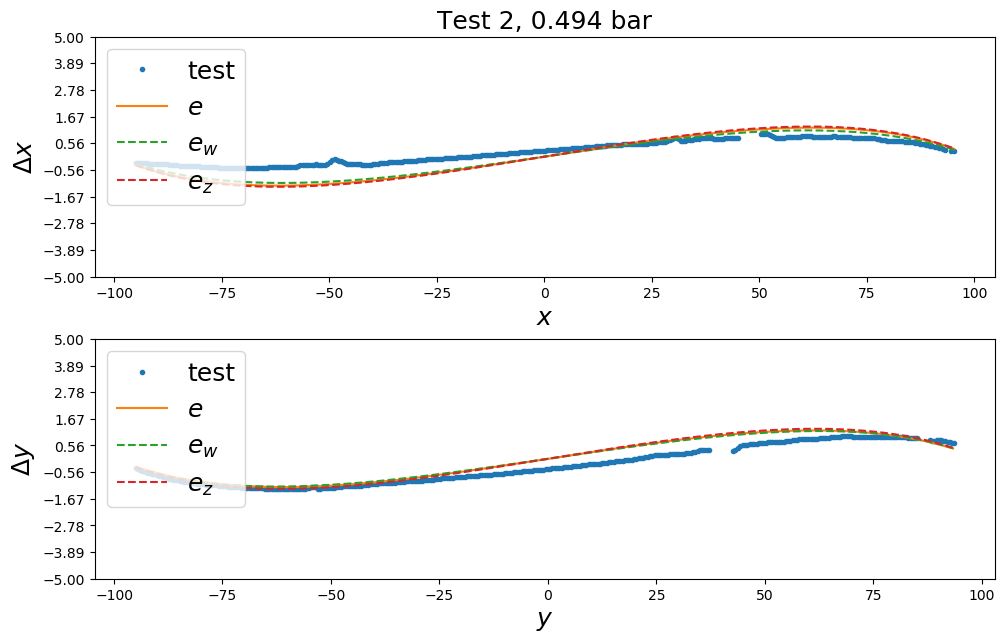 Test 2, 0.494 bar
5.00
3.89
2.78
1.67
0.56
−0.56
−1.67
−2.78
−3.89
−5.00
Δx
test
e
e_w
e_z
−100 −75 −50 −25 0 25 50 75 100
x
5.00
3.89
2.78
1.67
0.56
−0.56
−1.67
−2.78
−3.89
−5.00
Δy
test
e
e_w
e_z
−100 −75 −50 −25 0 25 50 75 100
y